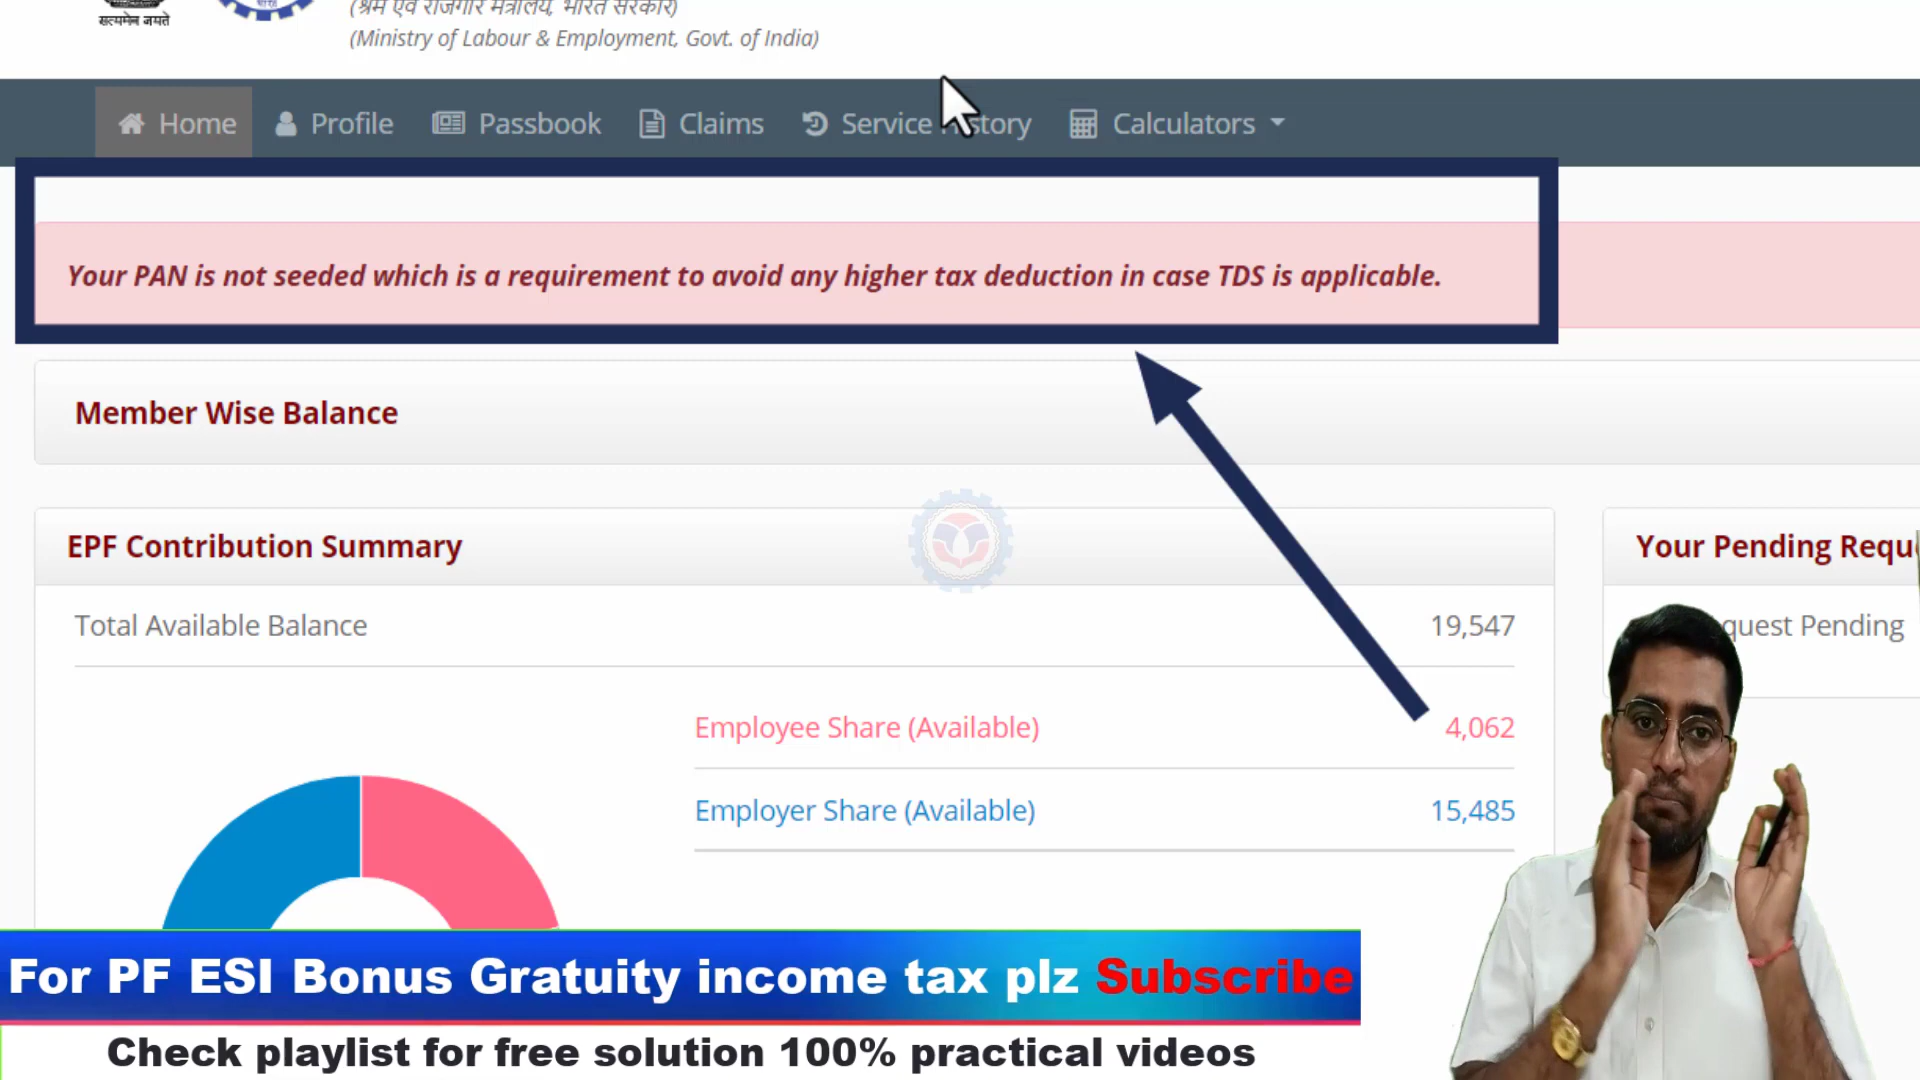 सत्यमेव जयते
(श्रम एवं रोजगार मंत्रालय, भारत सरकार)
(Ministry of Labour & Employment, Govt. of India)
Home Profile Passbook Claims Service History Calculators
Your PAN is not seeded which is a requirement to avoid any higher tax deduction in case TDS is applicable.
Member Wise Balance
EPF Contribution Summary
Your Pending Requ
Total Available Balance 19,547
quest Pending
Employee Share (Available) 4,062
Employer Share (Available) 15,485
For PF ESI Bonus Gratuity income tax plz Subscribe
Check playlist for free solution 100% practical videos